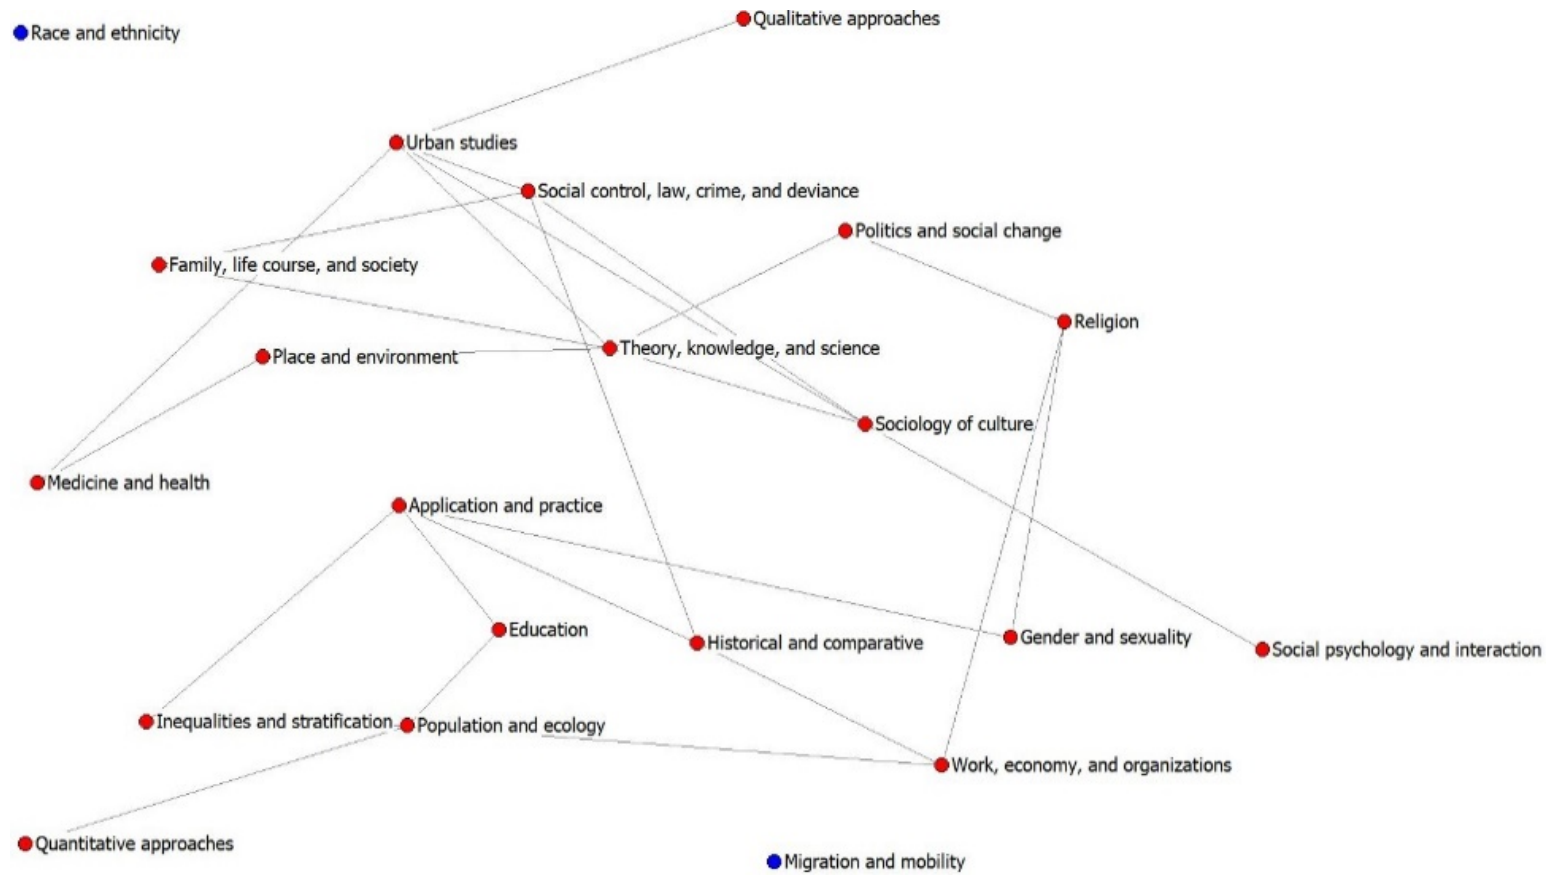 Qualitative approaches
Race and ethnicity
Urban studies
Social control, law, crime, and deviance
Politics and social change
Family, life course, and society
Religion
Theory, knowledge, and science
Place and environment
Sociology of culture
Medicine and health
Application and practice
Education
Gender and sexuality
Historical and comparative
Social psychology and interaction
Inequalities and stratification
Population and ecology
Work, economy, and organizations
Quantitative approaches
Migration and mobility